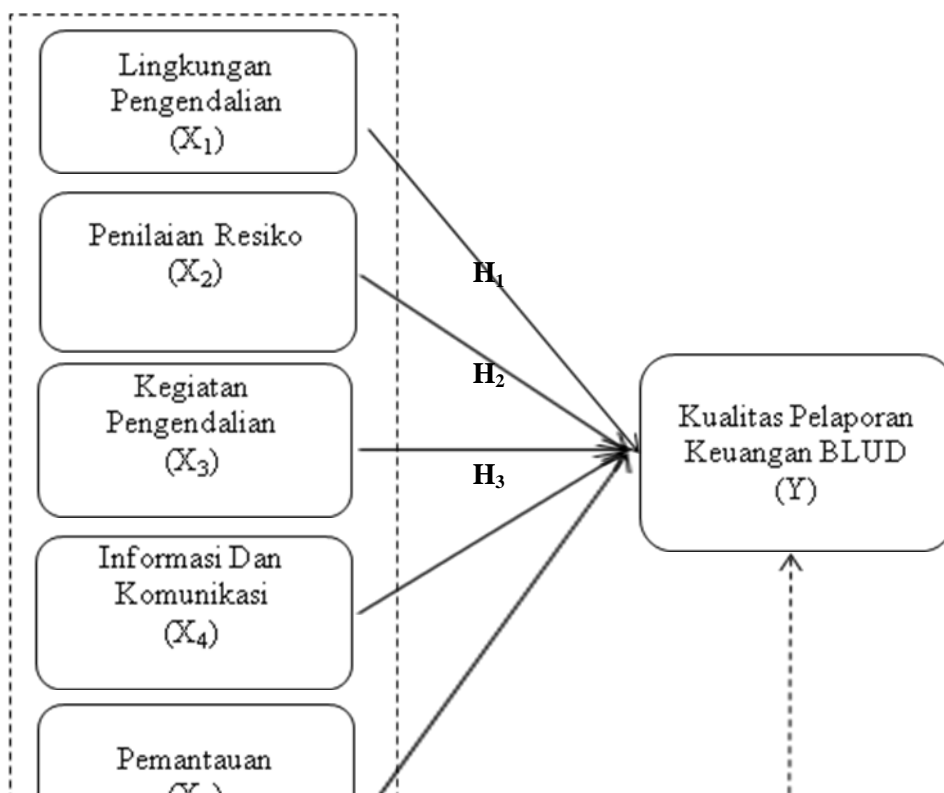 Lingkungan
Pengendalian
(X₁)
Penilaian Resiko
(X₂)
Kegiatan
Pengendalian
(X₃)
Informasi Dan
Komunikasi
(X₄)
Pemantauan
H₁
H₂
H₃
Kualitas Pelaporan
Keuangan BLUD
(Y)